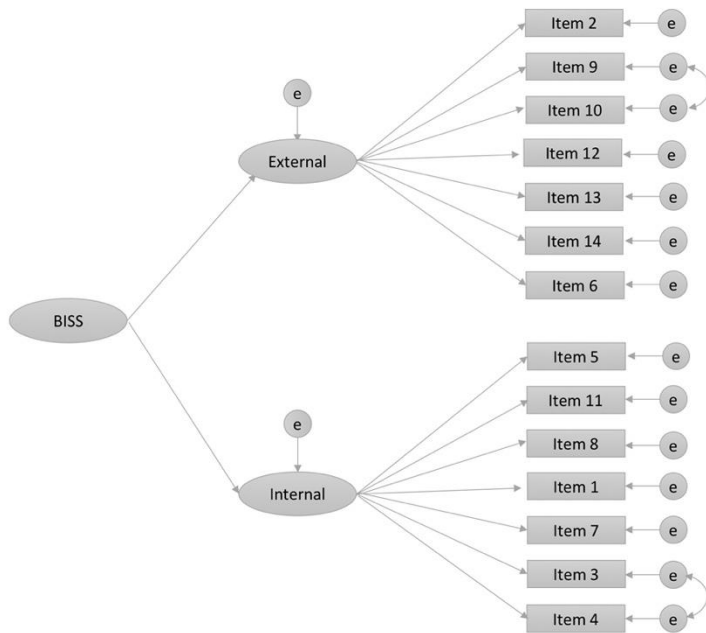 Item 2 e
Item 9 e
e
Item 10 e
External
Item 12 e
Item 13 e
Item 14 e
Item 6 e
BISS
Item 5 e
Item 11 e
e
Item 8 e
Internal
Item 1 e
Item 7 e
Item 3 e
Item 4 e